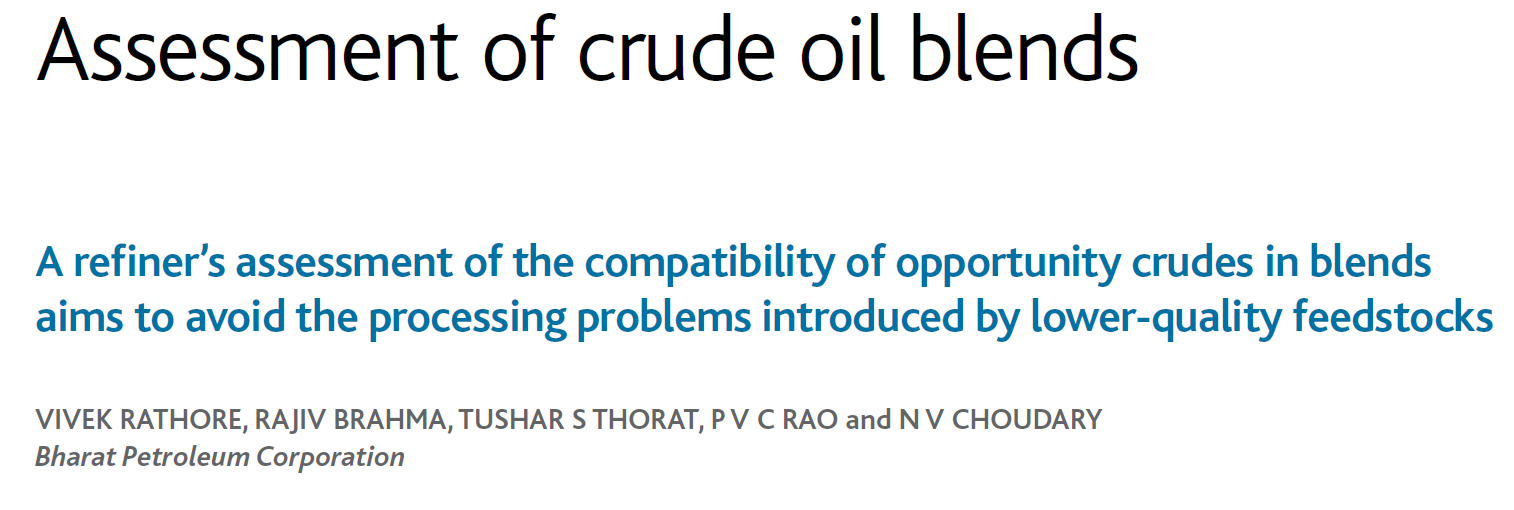 Assessment of crude oil blends
A refiner’s assessment of the compatibility of opportunity crudes in blends
aims to avoid the processing problems introduced by lower-quality feedstocks
VIVEK RATHORE, RAJIV BRAHMA, TUSHAR S THORAT, P V C RAO and N V CHOUDARY
Bharat Petroleum Corporation